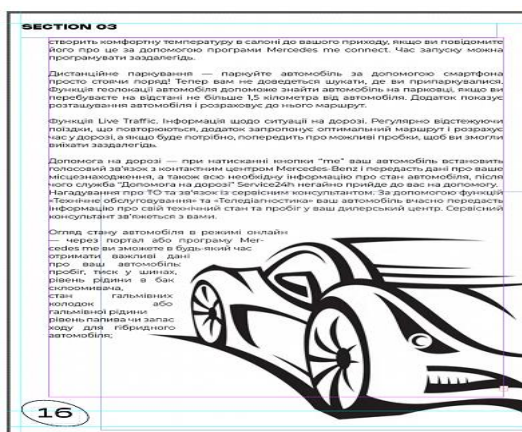 SECTION 03
створить комфортну температуру в салоні до вашого приходу, якщо ви повідомите
його про це за допомогою програми Mercedes me connect. Час запуску можна
програмувати заздалегідь.
Дистанційне паркування — паркуйте автомобіль за допомогою смартфона
просто стоячи поряд! Тепер вам не доведеться шукати, де ви припаркувалися.
Функція геолокації автомобіля допоможе знайти автомобіль на парковці, якщо ви
перебуваєте на відстані не більше 1,5 кілометра від автомобіля. Додаток показує
розташування автомобіля і розраховує до нього маршрут.
Функція Live Traffic. Інформація щодо ситуації на дорозі. Регулярно відстежуючи
поїздки, що повторюються, додаток запропонує оптимальний маршрут і розрахує
час у дорозі, а якщо буде потрібно, попередить про можливі пробки, щоб ви змогли
виїхати заздалегідь.
Допомога на дорозі — при натисканні кнопки "me" ваш автомобіль встановить
голосовий зв'язок з контактним центром Mercedes-Benz і передасть дані про ваше
місцезнаходження, а також всю необхідну інформацію про стан автомобіля, після
чого служба "Допомога на дорозі" Service24h негайно приїде до вас на допомогу.
Нагадування про ТО та зв'язок із сервісним консультантом. За допомогою функцій
«Технічне обслуговування» та «Теледіагностика» ваш автомобіль вчасно передасть
інформацію про свій технічний стан та пробіг у ваш дилерський центр. Сервісний
консультант зв'яжеться з вами.
Огляд стану автомобіля в режимі онлайн
— через портал або програму Mer-
cedes me ви зможете в будь-який час
отримати важливі дані
про ваш автомобіль:
пробіг, тиск у шинах,
рівень рідини в бак
склоомивача,
стан гальмівних
колодок або
гальмівної рідини
рівень палива чи запас
ходу для гібридного
автомобіля;
16